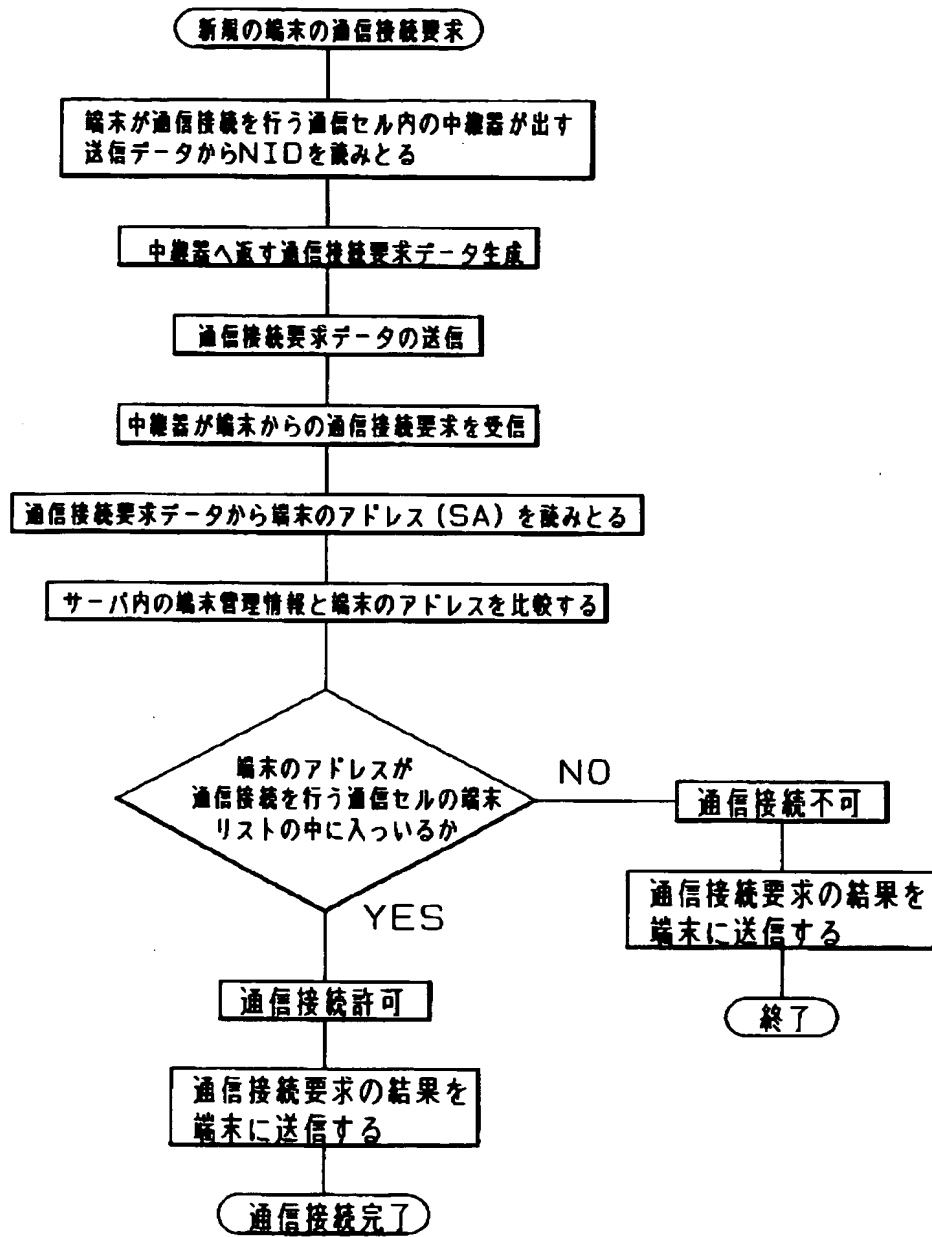 新規の端末の通信接続要求
端末が通信接続を行う通信セル内の中継器が出す
送信データからNIDを読みとる
中継器へ返す通信接続要求データ生成
通信接続要求データの送信
中継器が端末からの通信接続要求を受信
通信接続要求データから端末のアドレス(SA)を読みとる
サーバ内の端末管理情報と端末のアドレスを比較する
端末のアドレスが
通信接続を行う通信セルの端末
リストの中に入っいるか
NO
通信接続不可
通信接続要求の結果を
端末に送信する
終了
YES
通信接続許可
通信接続要求の結果を
端末に送信する
通信接続完了